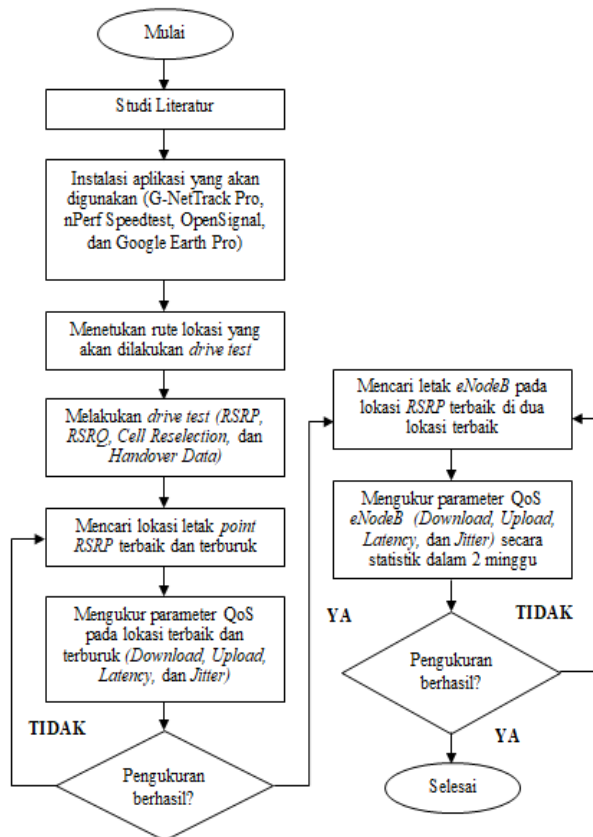 Mulai
Studi Literatur
Instalasi aplikasi yang akan
digunakan (G-NetTrack Pro,
nPerf Speedtest, OpenSignal,
dan Google Earth Pro)
Menetukan rute lokasi yang
akan dilakukan drive test
Melakukan drive test (RSRP,
RSRQ, Cell Reselection, dan
Handover Data)
Mencari lokasi letak point
RSRP terbaik dan terburuk
Mengukur parameter QoS
pada lokasi terbaik dan
terburuk (Download, Upload,
Latency, dan Jitter)
TIDAK
Pengukuran
berhasil?
YA
Mencari letak eNodeB pada
lokasi RSRP terbaik di dua
lokasi terbaik
Mengukur parameter QoS
eNodeB (Download, Upload,
Latency, dan Jitter) secara
statistik dalam 2 minggu
TIDAK
Pengukuran
berhasil?
YA
Selesai